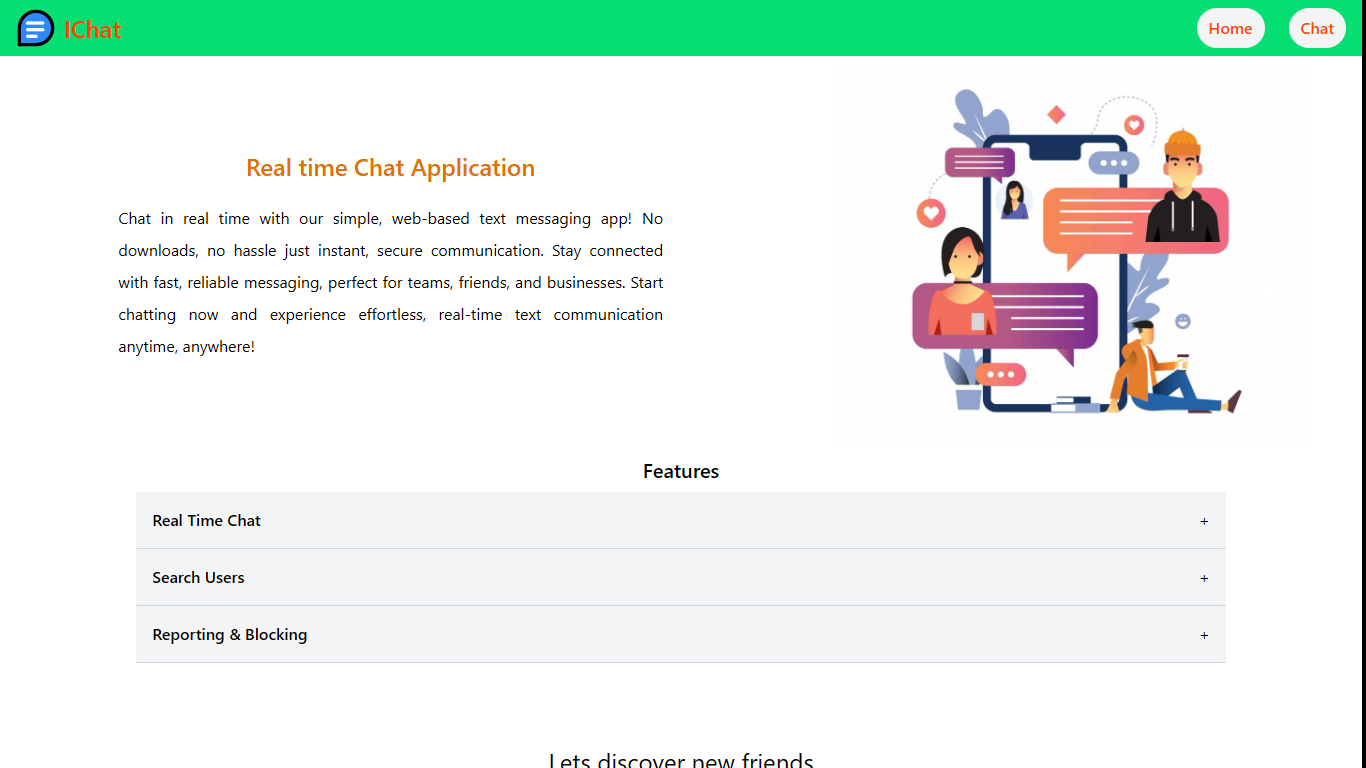 IChat
Home
Chat
Real time Chat Application
Chat in real time with our simple, web-based text messaging app! No
downloads, no hassle just instant, secure communication. Stay connected
with fast, reliable messaging, perfect for teams, friends, and businesses. Start
chatting now and experience effortless, real-time text communication
anytime, anywhere!
Features
Real Time Chat +
Search Users +
Reporting & Blocking +
Lets discover new friends